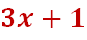 3x + 1